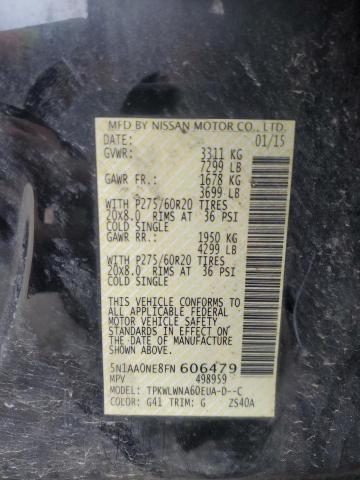 MFD BY NISSAN MOTOR CO., LTD.
DATE: 01/15
GVWR: 3311 KG
7299 LB
GAWR FR.: 1678 KG
3699 LB
WITH P275/60R20 TIRES
20X8.0 RIMS AT 36 PSI
COLD SINGLE
GAWR RR.: 1950 KG
4299 LB
WITH P275/60R20 TIRES
20X8.0 RIMS AT 36 PSI
COLD SINGLE
THIS VEHICLE CONFORMS TO
ALL APPLICABLE FEDERAL
MOTOR VEHICLE SAFETY
STANDARDS IN EFFECT ON
THE DATE OF MANUFACTURE
SHOWN ABOVE.
5N1AA0NE8FN 606479
MPV 498959
MODEL: TPKWLWNA60EUA-D--C
COLOR: G41 TRIM: G ZS40A